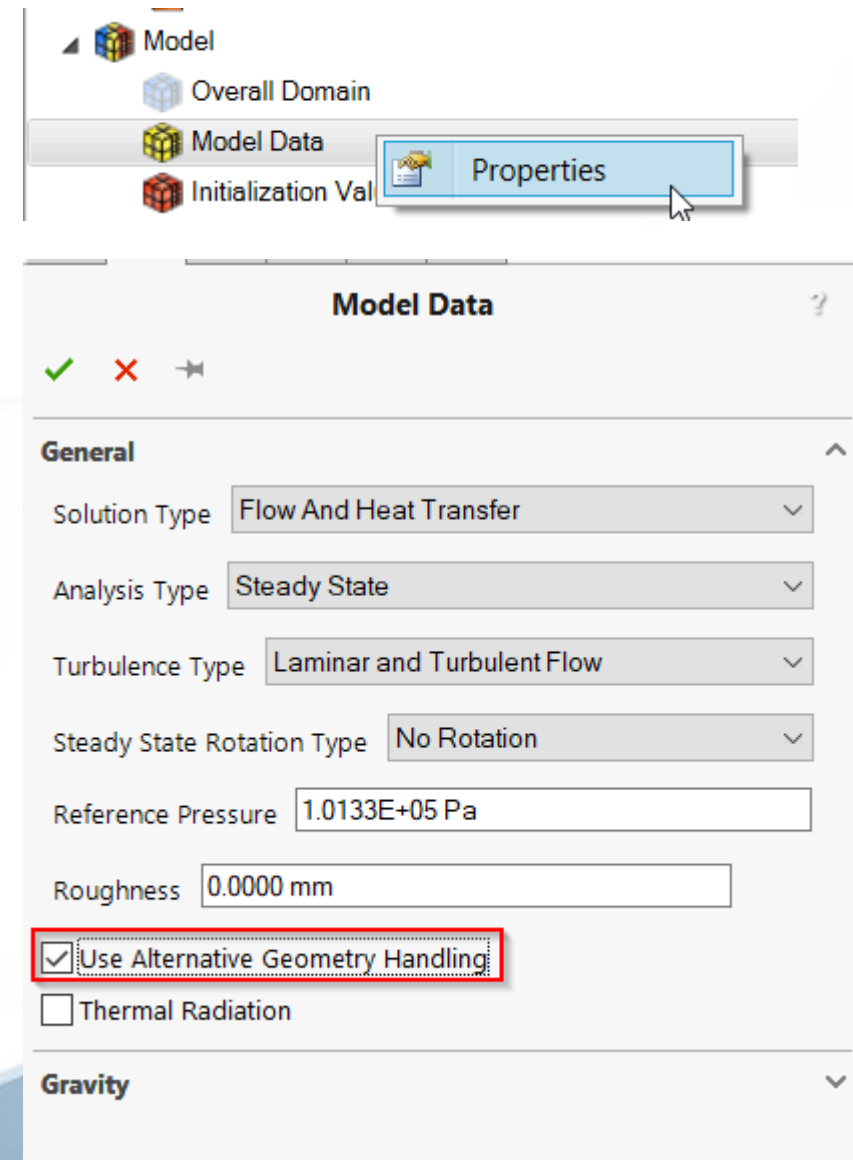 Model
Overall Domain
Model Data
Properties
Initialization Val
Model Data
?
General
Solution Type Flow And Heat Transfer
Analysis Type Steady State
Turbulence Type Laminar and Turbulent Flow
Steady State Rotation Type No Rotation
Reference Pressure 1.0133E+05 Pa
Roughness 0.0000 mm
Use Alternative Geometry Handling
Thermal Radiation
Gravity